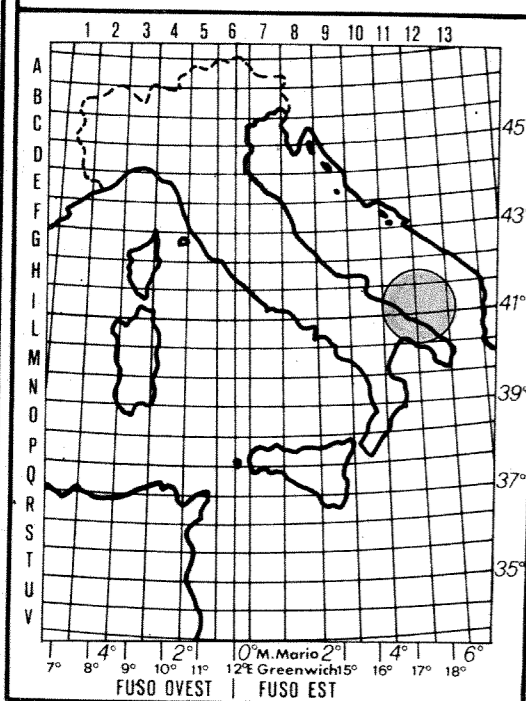 1 2 3 4 5 6 7 8 9 10 11 12 13
A
B
C
45°
D
E
F
43°
G
H
I
41°
L
M
N
39°
O
P
Q
37°
R
S
T
35°
U
V
4° 2° 0° M. Mario 2° 4°
7° 8° 9° 10° 11° 12° E Greenwich 15° 16° 17° 18°
FUSO OVEST | FUSO EST